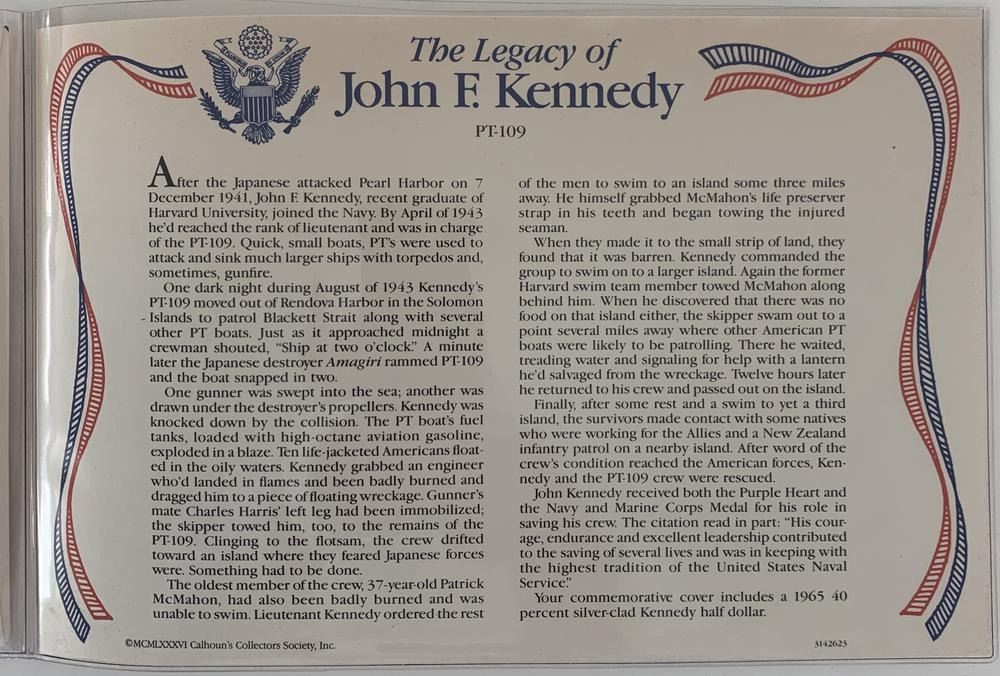 The Legacy of
John F. Kennedy
PT-109
After the Japanese attacked Pearl Harbor on 7
December 1941, John F. Kennedy, recent graduate of
Harvard University, joined the Navy. By April of 1943
he'd reached the rank of lieutenant and was in charge
of the PT-109. Quick, small boats, PT's were used to
attack and sink much larger ships with torpedos and,
sometimes, gunfire.
One dark night during August of 1943 Kennedy's
PT-109 moved out of Rendova Harbor in the Solomon
Islands to patrol Blackett Strait along with several
other PT boats. Just as it approached midnight a
crewman shouted, “Ship at two o'clock.” A minute
later the Japanese destroyer Amagiri rammed PT-109
and the boat snapped in two.
One gunner was swept into the sea; another was
drawn under the destroyer's propellers. Kennedy was
knocked down by the collision. The PT boat's fuel
tanks, loaded with high-octane aviation gasoline,
exploded in a blaze. Ten life-jacketed Americans float-
ed in the oily waters. Kennedy grabbed an engineer
who'd landed in flames and been badly burned and
dragged him to a piece of floating wreckage. Gunner's
mate Charles Harris' left leg had been immobilized;
the skipper towed him, too, to the remains of the
PT-109. Clinging to the flotsam, the crew drifted
toward an island where they feared Japanese forces
were. Something had to be done.
The oldest member of the crew, 37-year-old Patrick
McMahon, had also been badly burned and was
unable to swim. Lieutenant Kennedy ordered the rest
of the men to swim to an island some three miles
away. He himself grabbed McMahon's life preserver
strap in his teeth and began towing the injured
seaman.
When they made it to the small strip of land, they
found that it was barren. Kennedy commanded the
group to swim on to a larger island. Again the former
Harvard swim team member towed McMahon along
behind him. When he discovered that there was no
food on that island either, the skipper swam out to a
point several miles away where other American PT
boats were likely to be patrolling. There he waited,
treading water and signaling for help with a lantern
he'd salvaged from the wreckage. Twelve hours later
he returned to his crew and passed out on the island.
Finally, after some rest and a swim to yet a third
island, the survivors made contact with some natives
who were working for the Allies and a New Zealand
infantry patrol on a nearby island. After word of the
crew's condition reached the American forces, Ken-
nedy and the PT-109 crew were rescued.
John Kennedy received both the Purple Heart and
the Navy and Marine Corps Medal for his role in
saving his crew. The citation read in part: “His cour-
age, endurance and excellent leadership contributed
to the saving of several lives and was in keeping with
the highest tradition of the United States Naval
Service.”
Your commemorative cover includes a 1965 40
percent silver-clad Kennedy half dollar.
©MCMLXXXVI Calhoun's Collectors Society, Inc.
3142623